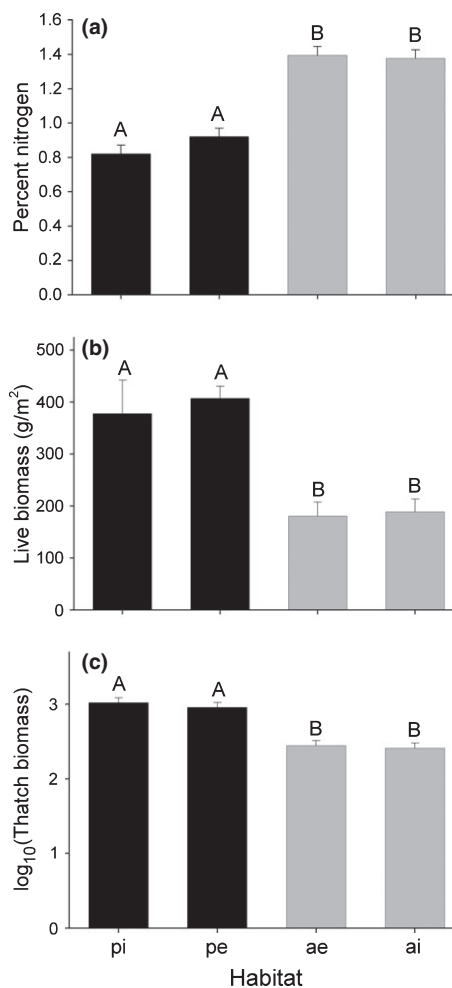 (a)
Percent nitrogen
1.6
1.4
1.2
1.0
0.8
0.6
0.4
0.2
0.0
A
A
B
B
(b)
Live biomass (g/m²)
500
400
300
200
100
0
A
A
B
B
(c)
log₁₀(Thatch biomass)
3
2
1
0
A
A
B
B
pi pe ae ai
Habitat